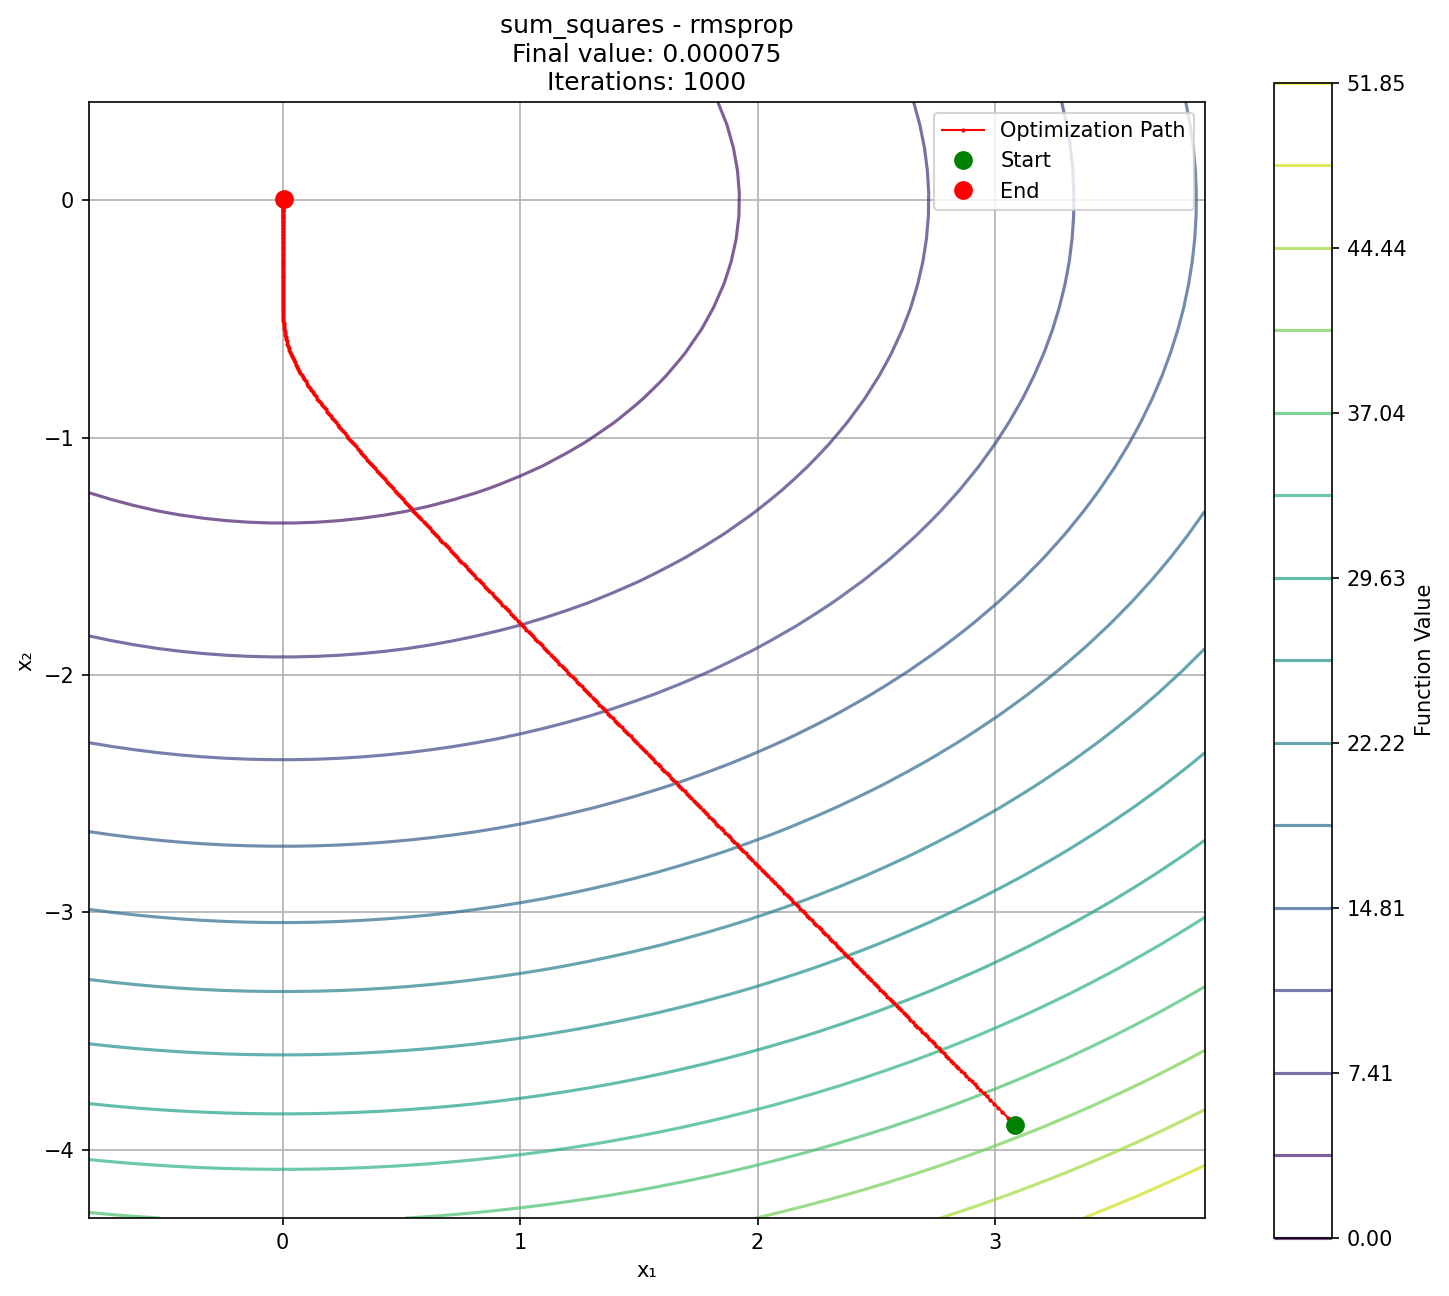 sum_squares - rmsprop
Final value: 0.000075
Iterations: 1000
Optimization Path
Start
End
0
−1
−2
−3
−4
x₂
0
1
2
3
x₁
51.85
44.44
37.04
29.63
22.22
14.81
7.41
0.00
Function Value